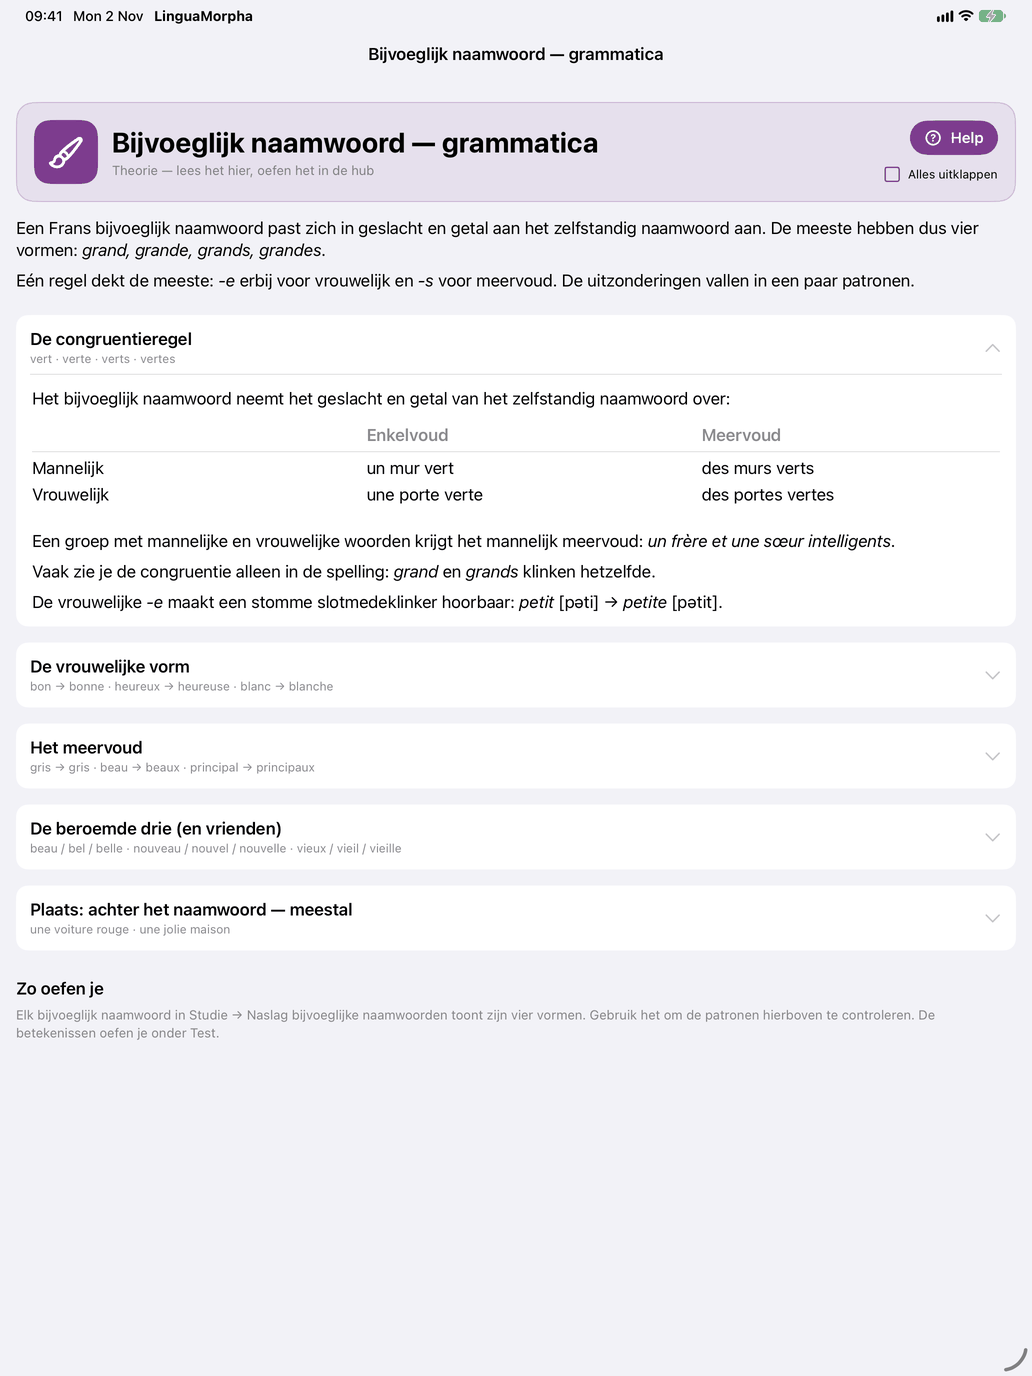 09:41 Mon 2 Nov LinguaMorpha
Bijvoeglijk naamwoord — grammatica
Bijvoeglijk naamwoord — grammatica
Theorie — lees het hier, oefen het in de hub
Help
Alles uitklappen
Een Frans bijvoeglijk naamwoord past zich in geslacht en getal aan het zelfstandig naamwoord aan. De meeste hebben dus vier
vormen: grand, grande, grands, grandes.
Eén regel dekt de meeste: -e erbij voor vrouwelijk en -s voor meervoud. De uitzonderingen vallen in een paar patronen.
De congruentieregel
vert · verte · verts · vertes
Het bijvoeglijk naamwoord neemt het geslacht en getal van het zelfstandig naamwoord over:
Enkelvoud Meervoud
Mannelijk un mur vert des murs verts
Vrouwelijk une porte verte des portes vertes
Een groep met mannelijke en vrouwelijke woorden krijgt het mannelijk meervoud: un frère et une sœur intelligents.
Vaak zie je de congruentie alleen in de spelling: grand en grands klinken hetzelfde.
De vrouwelijke -e maakt een stomme slotmedeklinker hoorbaar: petit [pəti] → petite [pətit].
De vrouwelijke vorm
bon → bonne · heureux → heureuse · blanc → blanche
Het meervoud
gris → gris · beau → beaux · principal → principaux
De beroemde drie (en vrienden)
beau / bel / belle · nouveau / nouvel / nouvelle · vieux / vieil / vieille
Plaats: achter het naamwoord — meestal
une voiture rouge · une jolie maison
Zo oefen je
Elk bijvoeglijk naamwoord in Studie → Naslag bijvoeglijke naamwoorden toont zijn vier vormen. Gebruik het om de patronen hierboven te controleren. De
betekenissen oefen je onder Test.